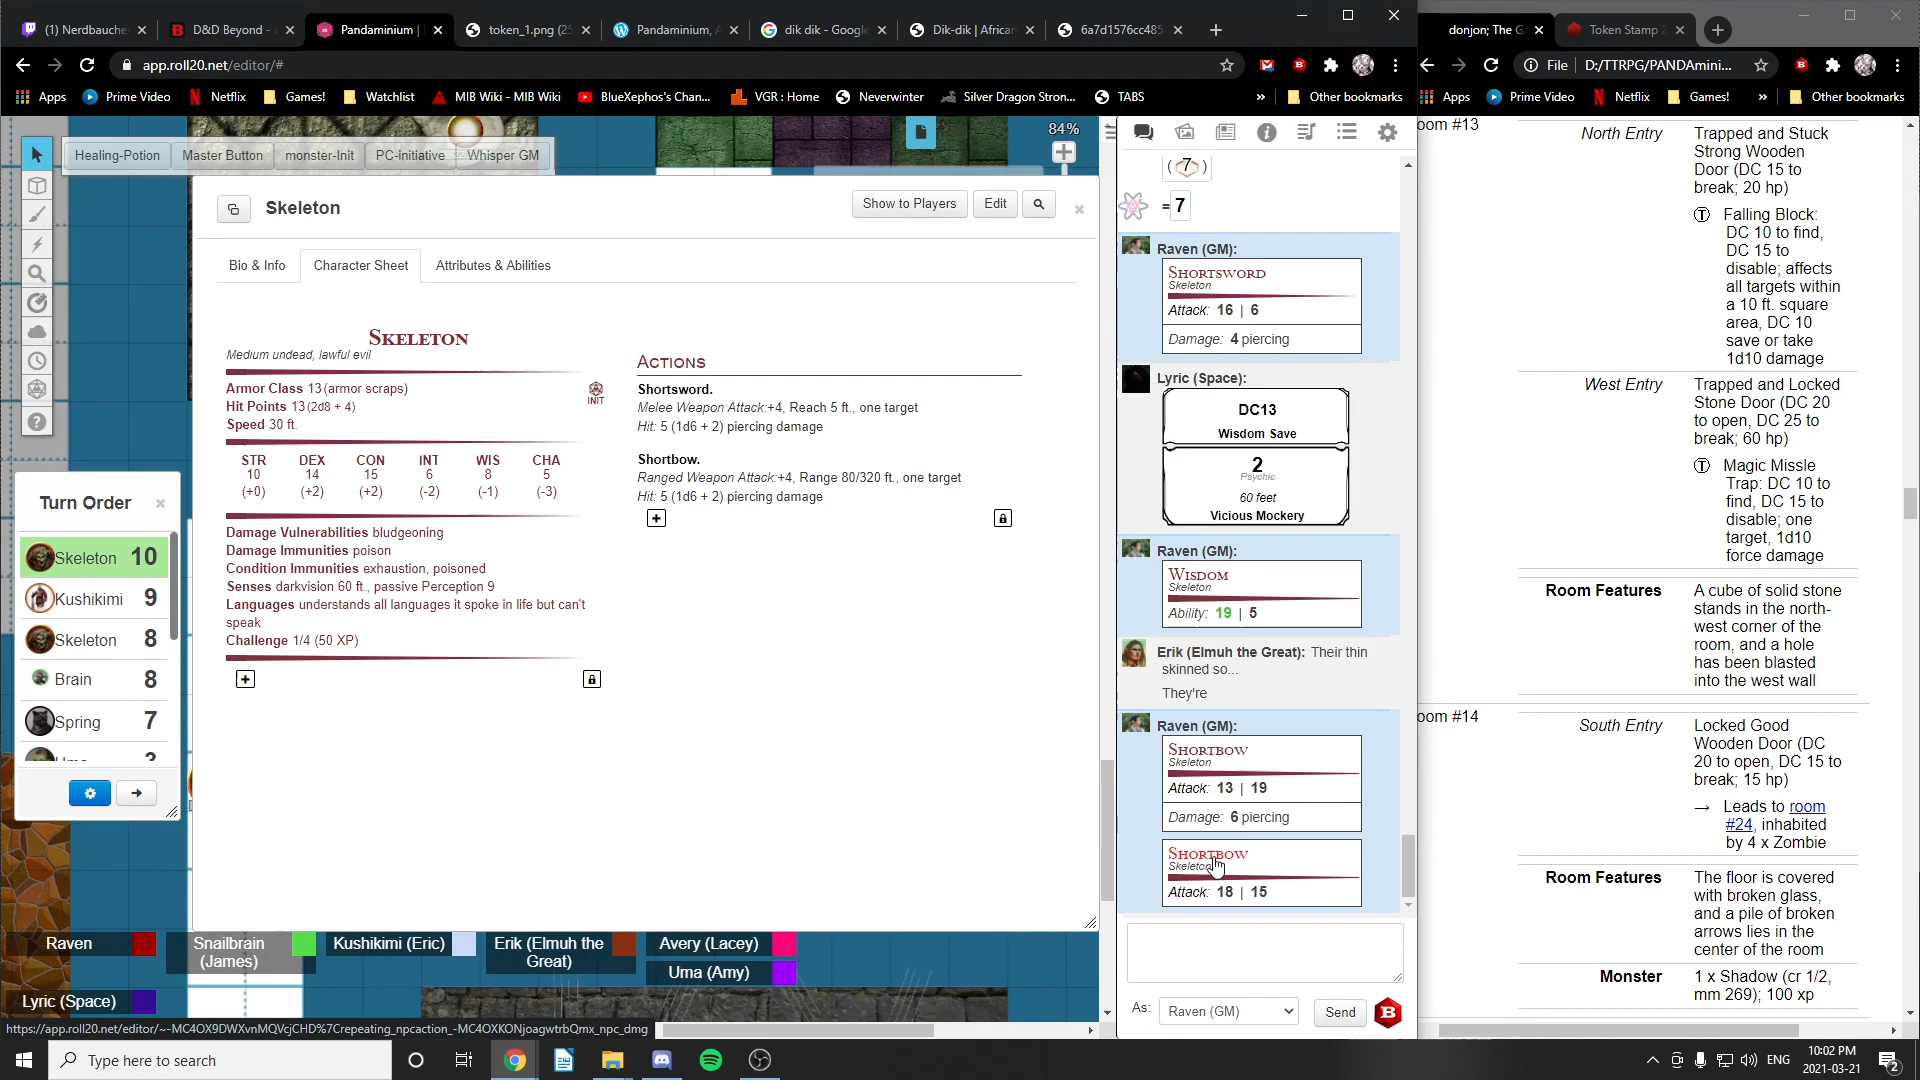 Nerdbauche
D&D Beyond -
Pandaminium |
token_1.png (25
Pandaminium, A
dik dik - Google
Dik-dik | African
6a7d1576cc485
donjon; The G
Token Stamp 2
app.roll20.net/editor/#
File | D:/TTRPG/PANDAmini...
Apps
Prime Video
Netflix
Games!
Watchlist
MIB Wiki - MIB Wiki
BlueXephos's Chan...
VGR : Home
Neverwinter
Silver Dragon Stron...
TABS
»
Other bookmarks
Apps
Prime Video
Netflix
Games!
»
Other bookmarks
84%
Healing-Potion
Master Button
monster-Init
PC-initiative
Whisper GM
Skeleton
Show to Players
Edit
Bio & Info
Character Sheet
Attributes & Abilities
SKELETON
Medium undead, lawful evil
Armor Class 13 (armor scraps)
Hit Points 13 (2d8 + 4)
Speed 30 ft.
INIT
STR DEX CON INT WIS CHA
10 14 15 6 8 5
(+0) (+2) (+2) (-2) (-1) (-3)
Damage Vulnerabilities bludgeoning
Damage Immunities poison
Condition Immunities exhaustion, poisoned
Senses darkvision 60 ft., passive Perception 9
Languages understands all languages it spoke in life but can't
speak
Challenge 1/4 (50 XP)
ACTIONS
Shortsword.
Melee Weapon Attack:+4, Reach 5 ft., one target
Hit: 5 (1d6 + 2) piercing damage
Shortbow.
Ranged Weapon Attack:+4, Range 80/320 ft., one target
Hit: 5 (1d6 + 2) piercing damage
Turn Order
Skeleton 10
Kushikimi 9
Skeleton 8
Brain 8
Spring 7
(7)
=7
Raven (GM):
SHORTSWORD
Skeleton
Attack: 16 | 6
Damage: 4 piercing
Lyric (Space):
DC13
Wisdom Save
2
Psychic
60 feet
Vicious Mockery
Raven (GM):
WISDOM
Skeleton
Ability: 19 | 5
Erik (Elmuh the Great): Their thin
skinned so...
They're
Raven (GM):
SHORTBOW
Skeleton
Attack: 13 | 19
Damage: 6 piercing
SHORTBOW
Skeleton
Attack: 18 | 15
As:
Raven (GM)
Send
oom #13
North Entry
Trapped and Stuck
Strong Wooden
Door (DC 15 to
break; 20 hp)
Ⓣ Falling Block:
DC 10 to find,
DC 15 to
disable; affects
all targets within
a 10 ft. square
area, DC 10
save or take
1d10 damage
West Entry
Trapped and Locked
Stone Door (DC 20
to open, DC 25 to
break; 60 hp)
Ⓣ Magic Missle
Trap: DC 10 to
find, DC 15 to
disable; one
target, 1d10
force damage
Room Features
A cube of solid stone
stands in the north-
west corner of the
room, and a hole
has been blasted
into the west wall
oom #14
South Entry
Locked Good
Wooden Door (DC
20 to open, DC 15 to
break; 15 hp)
→ Leads to room
#24, inhabited
by 4 x Zombie
Room Features
The floor is covered
with broken glass,
and a pile of broken
arrows lies in the
center of the room
Monster
1 x Shadow (cr 1/2,
mm 269); 100 xp
Raven
Snailbrain
(James)
Kushikimi (Eric)
Erik (Elmuh the
Great)
Avery (Lacey)
Uma (Amy)
Lyric (Space)
https://app.roll20.net/editor/~-MC4OX9DWXvnMQVcjCHD%7Crepeating_npcaction_-MC4OXKONjoagwtrbQmx_npc_dmg
Type here to search
ENG
10:02 PM
2021-03-21
2